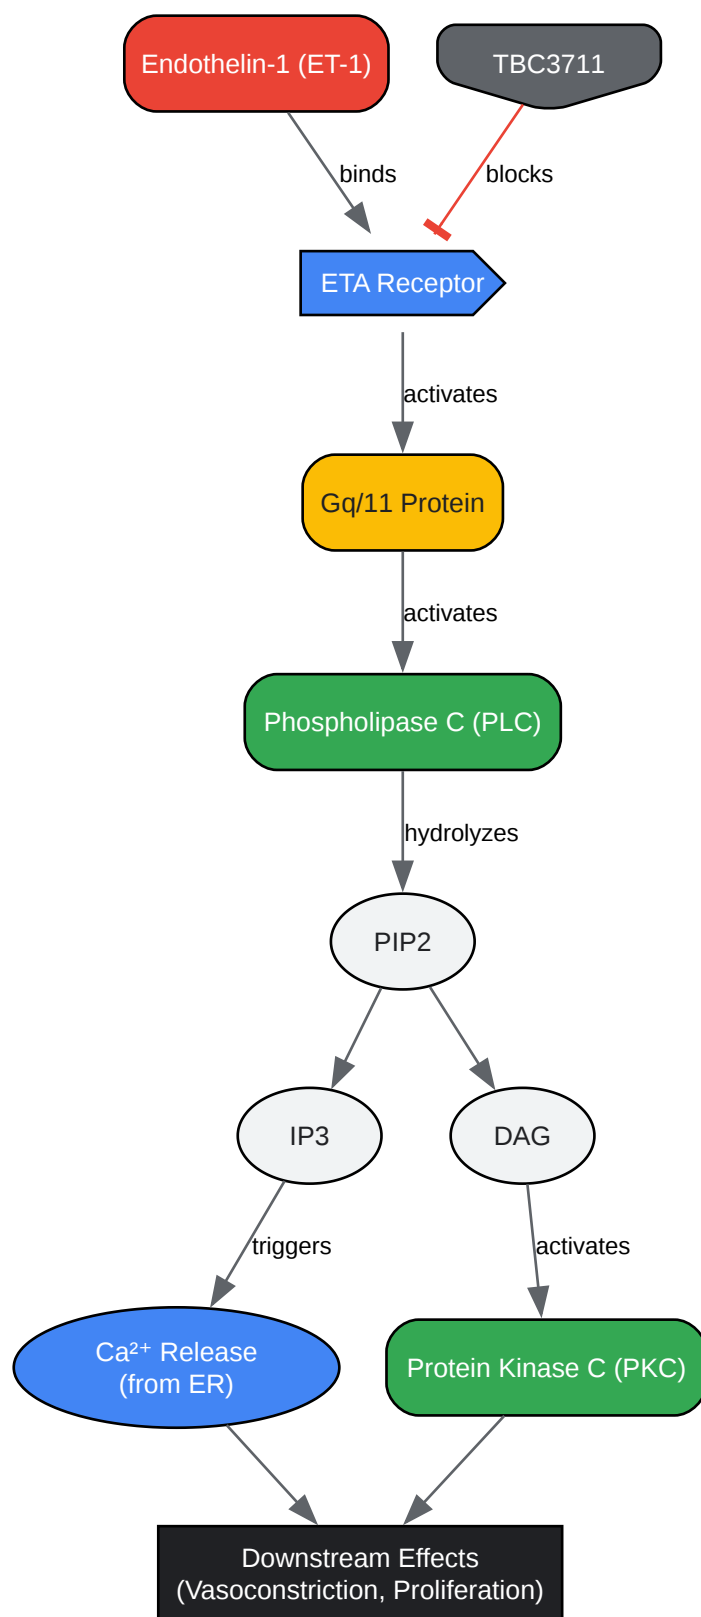 Endothelin-1 (ET-1)
TBC3711
binds
blocks
ETA Receptor
activates
Gq/11 Protein
activates
Phospholipase C (PLC)
hydrolyzes
PIP2
IP3
DAG
triggers
activates
Ca²⁺ Release
(from ER)
Protein Kinase C (PKC)
Downstream Effects
(Vasoconstriction, Proliferation)